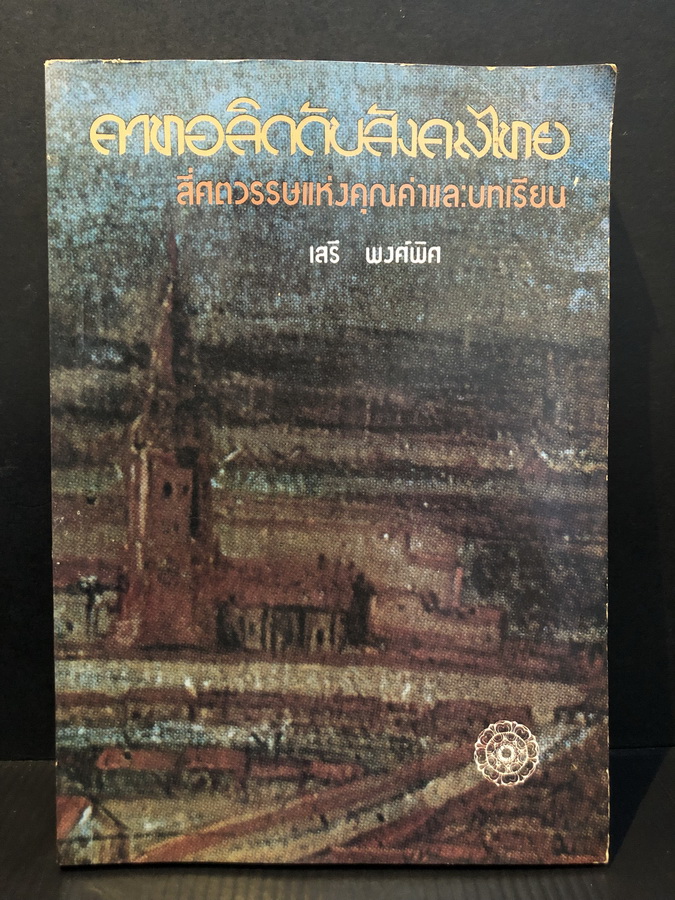 คาทอลิกกับสังคมไทย
สี่ศตวรรษแห่งคุณค่าและบทเรียน
เสรี พงศ์พิศ